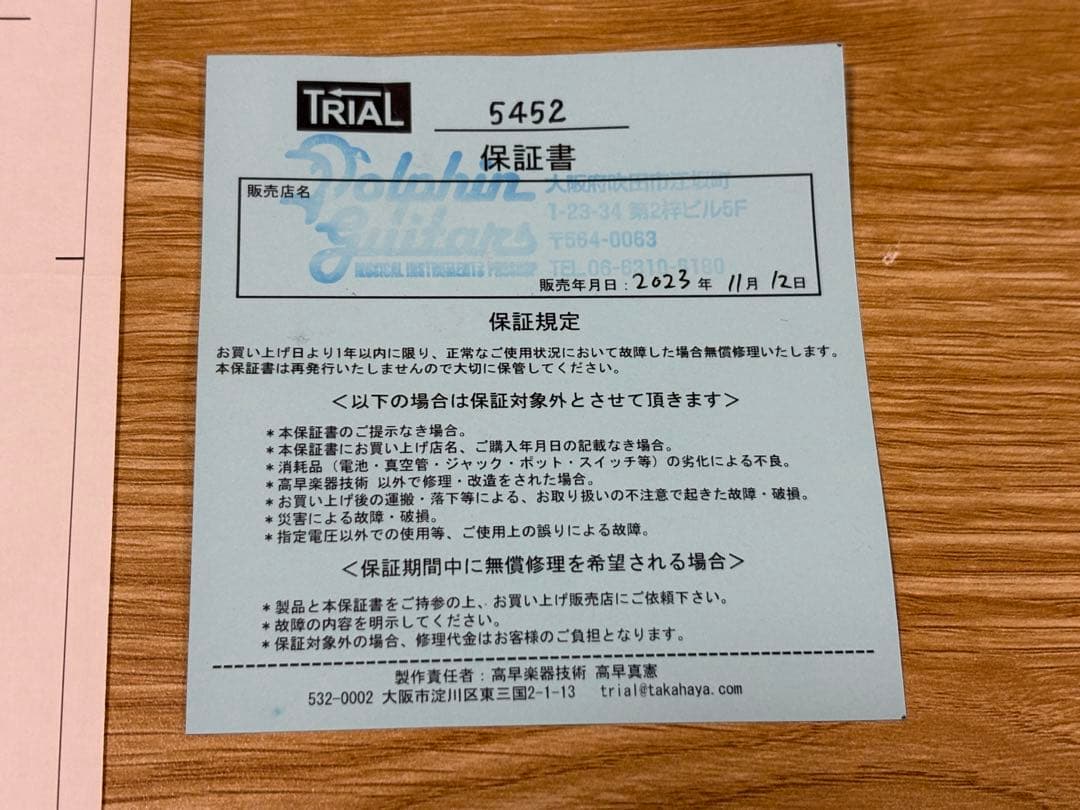 TRIAL 5452
保証書
販売店名
Dolphin Guitars
MUSICAL INSTRUMENTS PROSHOP
大阪府吹田市江坂町
1-23-34 第2梓ビル5F
〒564-0063
TEL.06-6310-6180
販売年月日：2023 年 11月 12日
保証規定
お買い上げ日より1年以内に限り、正常なご使用状況において故障した場合無償修理いたします。
本保証書は再発行いたしませんので大切に保管してください。
＜以下の場合は保証対象外とさせて頂きます＞
＊本保証書のご提示なき場合。
＊本保証書にお買い上げ店名、ご購入年月日の記載なき場合。
＊消耗品（電池・真空管・ジャック・ポット・スイッチ等）の劣化による不良。
＊高早楽器技術 以外で修理・改造をされた場合。
＊お買い上げ後の運搬・落下等による、お取り扱いの不注意で起きた故障・破損。
＊災害による故障・破損。
＊指定電圧以外での使用等、ご使用上の誤りによる故障。
＜保証期間中に無償修理を希望される場合＞
＊製品と本保証書をご持参の上、お買い上げ販売店にご依頼下さい。
＊故障の内容を明示してください。
＊保証対象外の場合、修理代金はお客様のご負担となります。
製作責任者：高早楽器技術 高早真憲
532-0002 大阪市淀川区東三国2-1-13 trial@takahaya.com